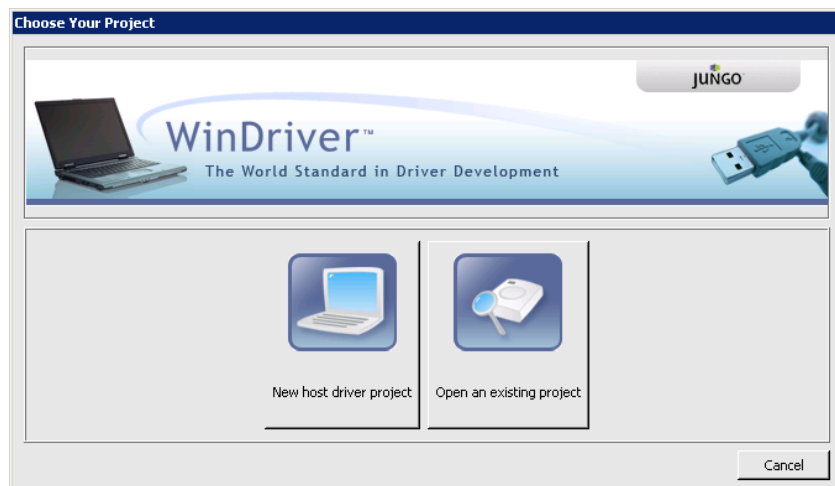 Choose Your Project
JUNGO
WinDriver™
The World Standard in Driver Development
New host driver project
Open an existing project
Cancel